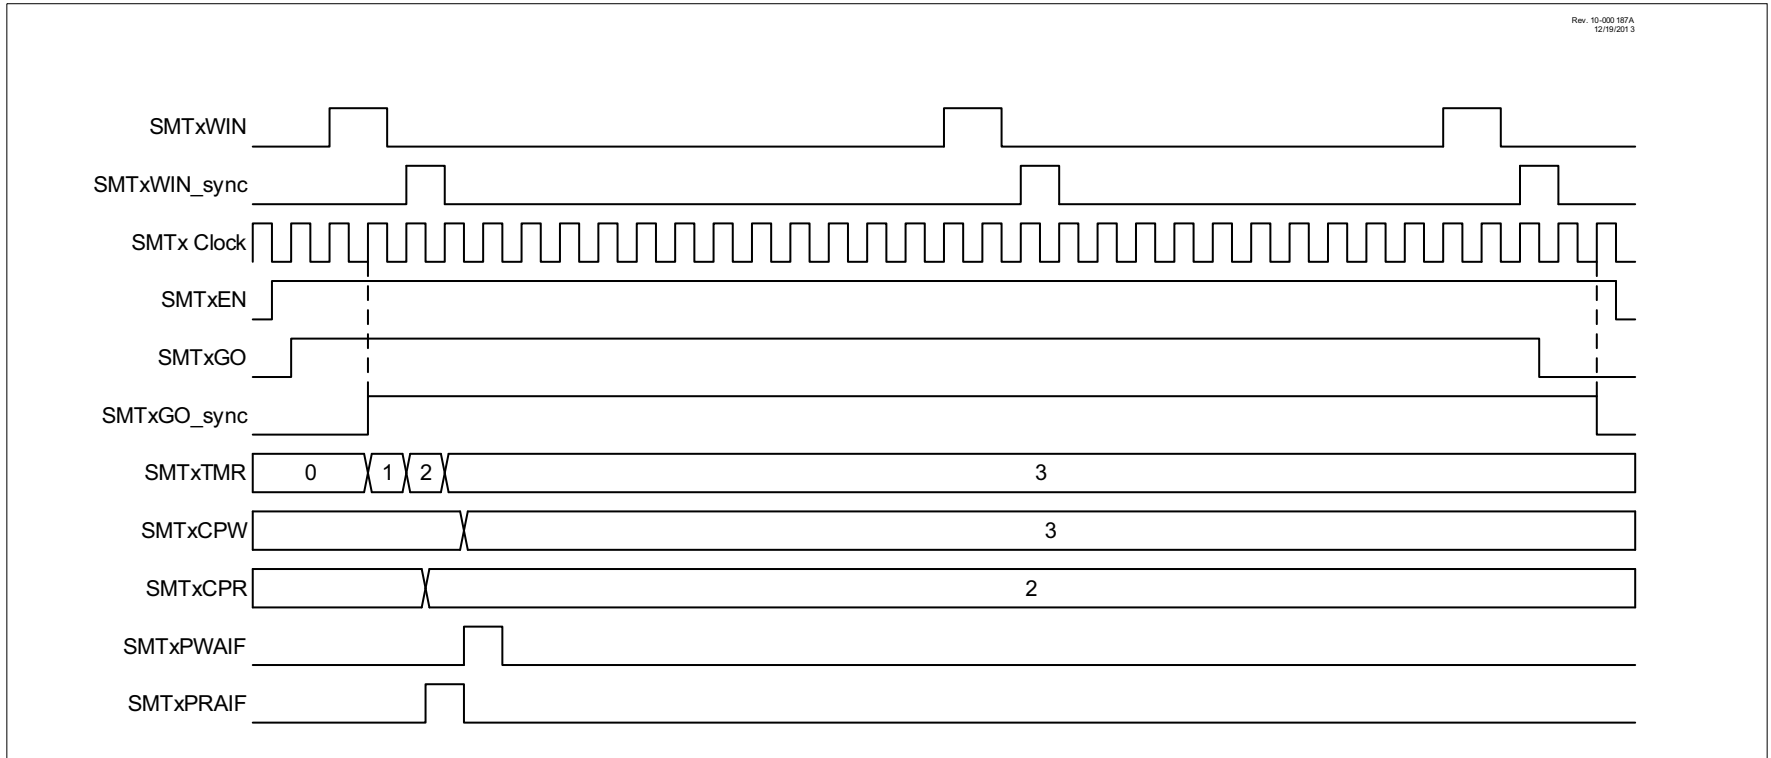 Rev. 10-000 187A
12/19/201 3
SMTxWIN
SMTxWIN_sync
SMTx Clock
SMTxEN
SMTxGO
SMTxGO_sync
SMTxTMR 0 1 2 3
SMTxCPW 3
SMTxCPR 2
SMTxPWAIF
SMTxPRAIF